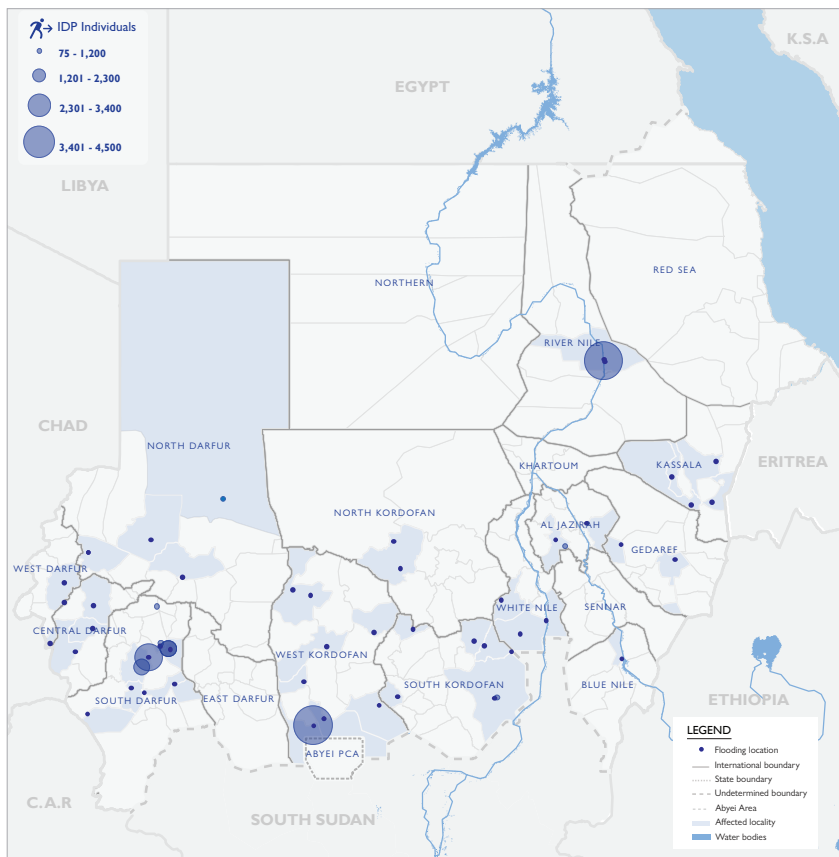 IDP Individuals
75 - 1,200
1,201 - 2,300
2,301 - 3,400
3,401 - 4,500
K.S.A
EGYPT
LIBYA
RED SEA
NORTHERN
RIVER NILE
CHAD
NORTH DARFUR
KHARTOUM
KASSALA
ERITREA
NORTH KORDOFAN
AL JAZIRAH
GEDAREF
WEST DARFUR
WHITE NILE
SENNAR
CENTRAL DARFUR
WEST KORDOFAN
SOUTH KORDOFAN
BLUE NILE
SOUTH DARFUR
EAST DARFUR
ETHIOPIA
ABYEI PCA
C.A.R
SOUTH SUDAN
LEGEND
Flooding location
International boundary
State boundary
Undetermined boundary
Abyei Area
Affected locality
Water bodies